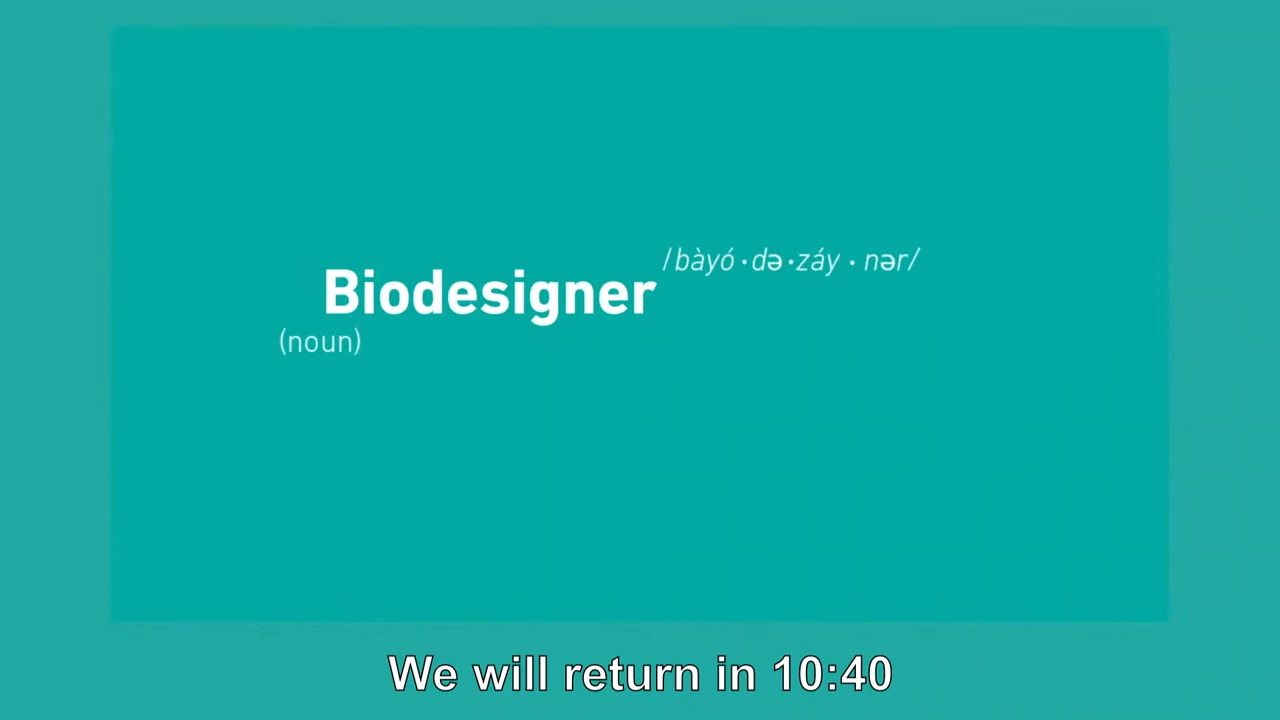 Biodesigner /bàyó·də·záy · nər/
(noun)
We will return in 10:40